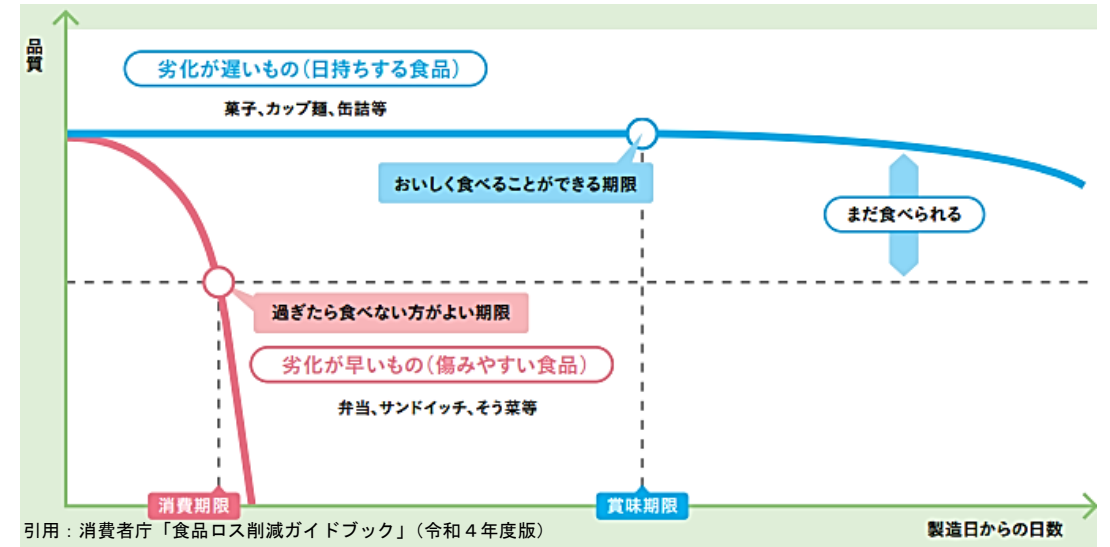 品質
劣化が遅いもの（日持ちする食品）
菓子、カップ麺、缶詰等
おいしく食べることができる期限
まだ食べられる
過ぎたら食べない方がよい期限
劣化が早いもの（傷みやすい食品）
弁当、サンドイッチ、そう菜等
消費期限
賞味期限
製造日からの日数
引用：消費者庁「食品ロス削減ガイドブック」（令和４年度版）